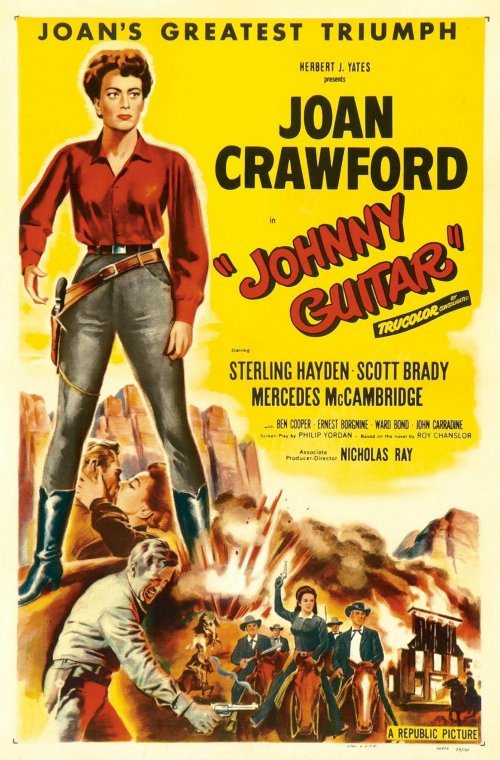 JOAN'S GREATEST TRIUMPH
HERBERT J. YATES
presents
JOAN
CRAWFORD
in
"JOHNNY
GUITAR"
TRUCOLOR BY CONSOLIDATED
starring
STERLING HAYDEN · SCOTT BRADY
MERCEDES McCAMBRIDGE
with BEN COOPER · ERNEST BORGNINE · WARD BOND · JOHN CARRADINE
Screen Play by PHILIP YORDAN · Based on the novel by ROY CHANSLOR
Associate
Producer-Director NICHOLAS RAY
A REPUBLIC PICTURE